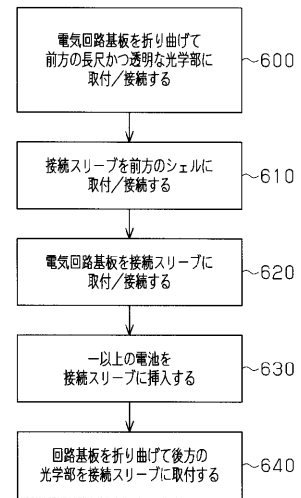 電気回路基板を折り曲げて
前方の長尺かつ透明な光学部に
取付/接続する
600
接続スリーブを前方のシェルに
取付/接続する
610
電気回路基板を接続スリーブに
取付/接続する
620
一以上の電池を
接続スリーブに挿入する
630
回路基板を折り曲げて後方の
光学部を接続スリーブに取付する
640